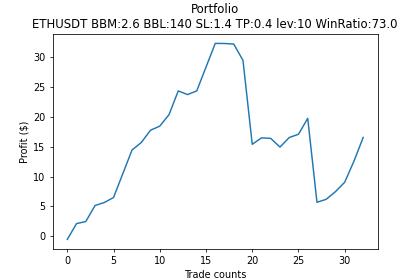 Portfolio
ETHUSDT BBM:2.6 BBL:140 SL:1.4 TP:0.4 lev:10 WinRatio:73.0
30
25
20
15
10
5
0
Profit ($)
0 5 10 15 20 25 30
Trade counts